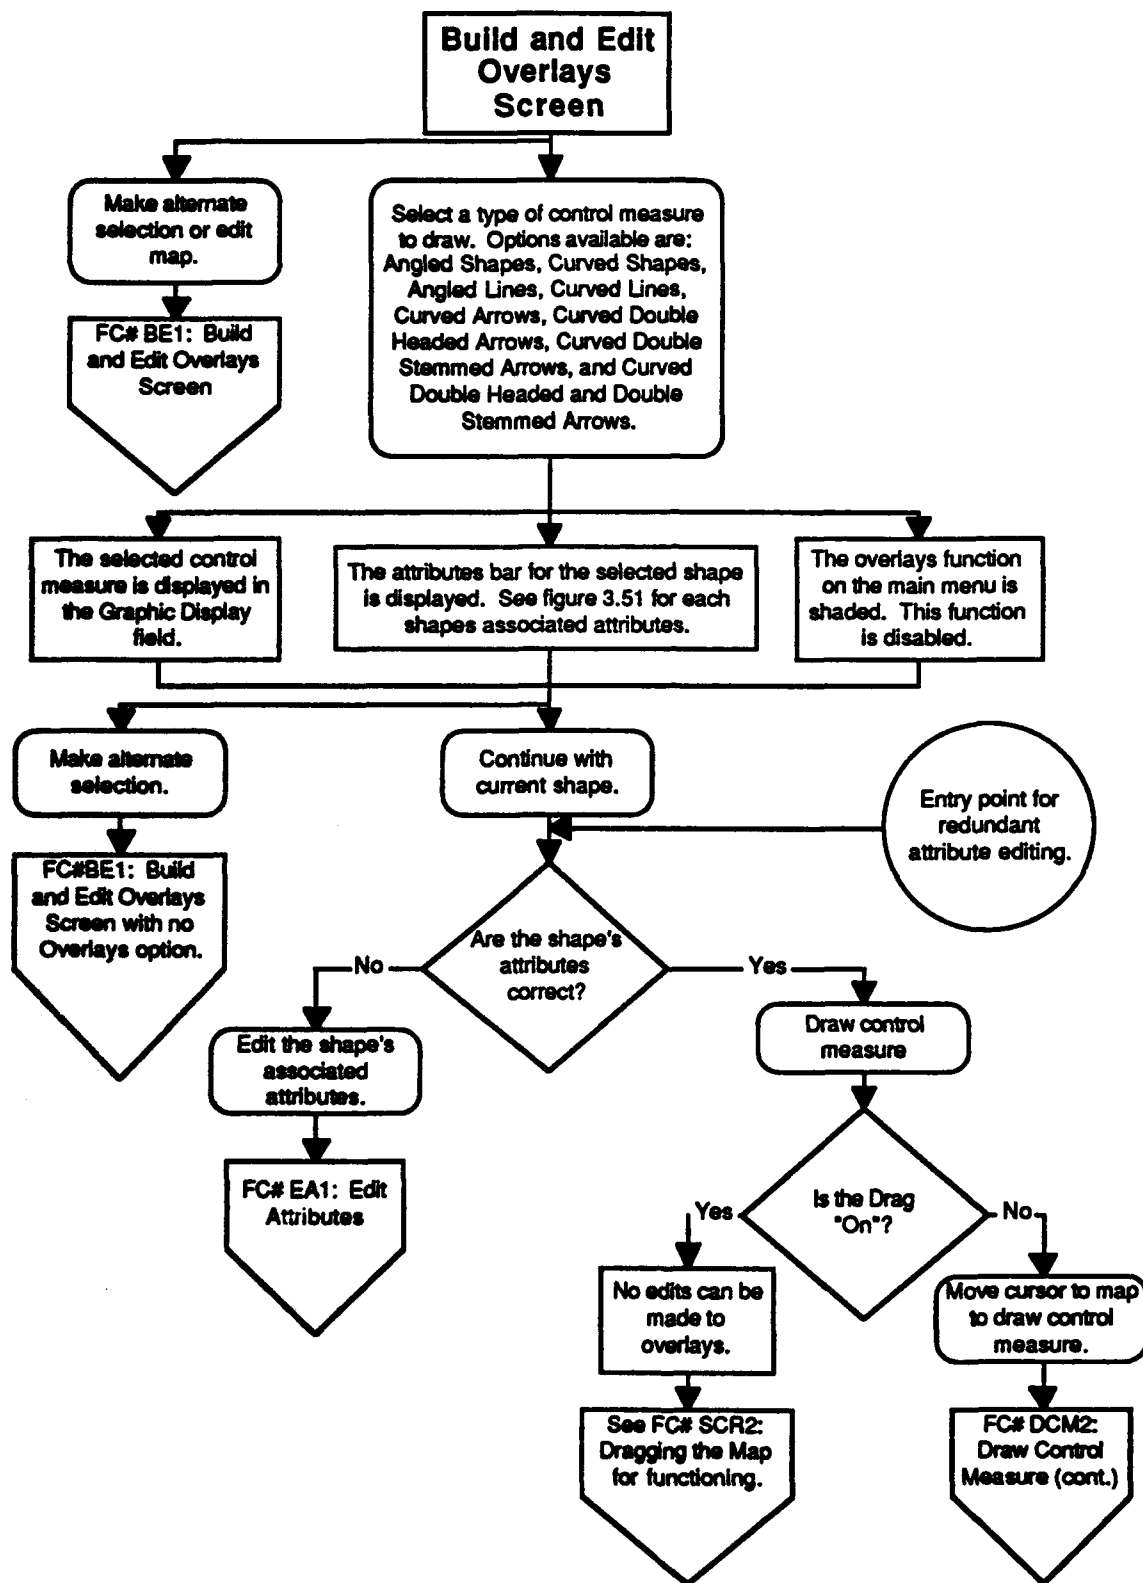 Build and Edit
Overlays
Screen
Make alternate
selection or edit
map.
Select a type of control measure
to draw. Options available are:
Angled Shapes, Curved Shapes,
Angled Lines, Curved Lines,
Curved Arrows, Curved Double
Headed Arrows, Curved Double
Stemmed Arrows, and Curved
Double Headed and Double
Stemmed Arrows.
FC# BE1: Build
and Edit Overlays
Screen
The selected control
measure is displayed in
the Graphic Display
field.
The attributes bar for the selected shape
is displayed. See figure 3.51 for each
shapes associated attributes.
The overlays function
on the main menu is
shaded. This function
is disabled.
Make alternate
selection.
Continue with
current shape.
Entry point for
redundant
attribute editing.
FC#BE1: Build
and Edit Overlays
Screen with no
Overlays option.
Are the shape's
attributes
correct?
No
Yes
Edit the shape's
associated
attributes.
Draw control
measure
FC# EA1: Edit
Attributes
Is the Drag
"On"?
Yes
No
No edits can be
made to
overlays.
Move cursor to map
to draw control
measure.
See FC# SCR2:
Dragging the Map
for functioning.
FC# DCM2:
Draw Control
Measure (cont.)